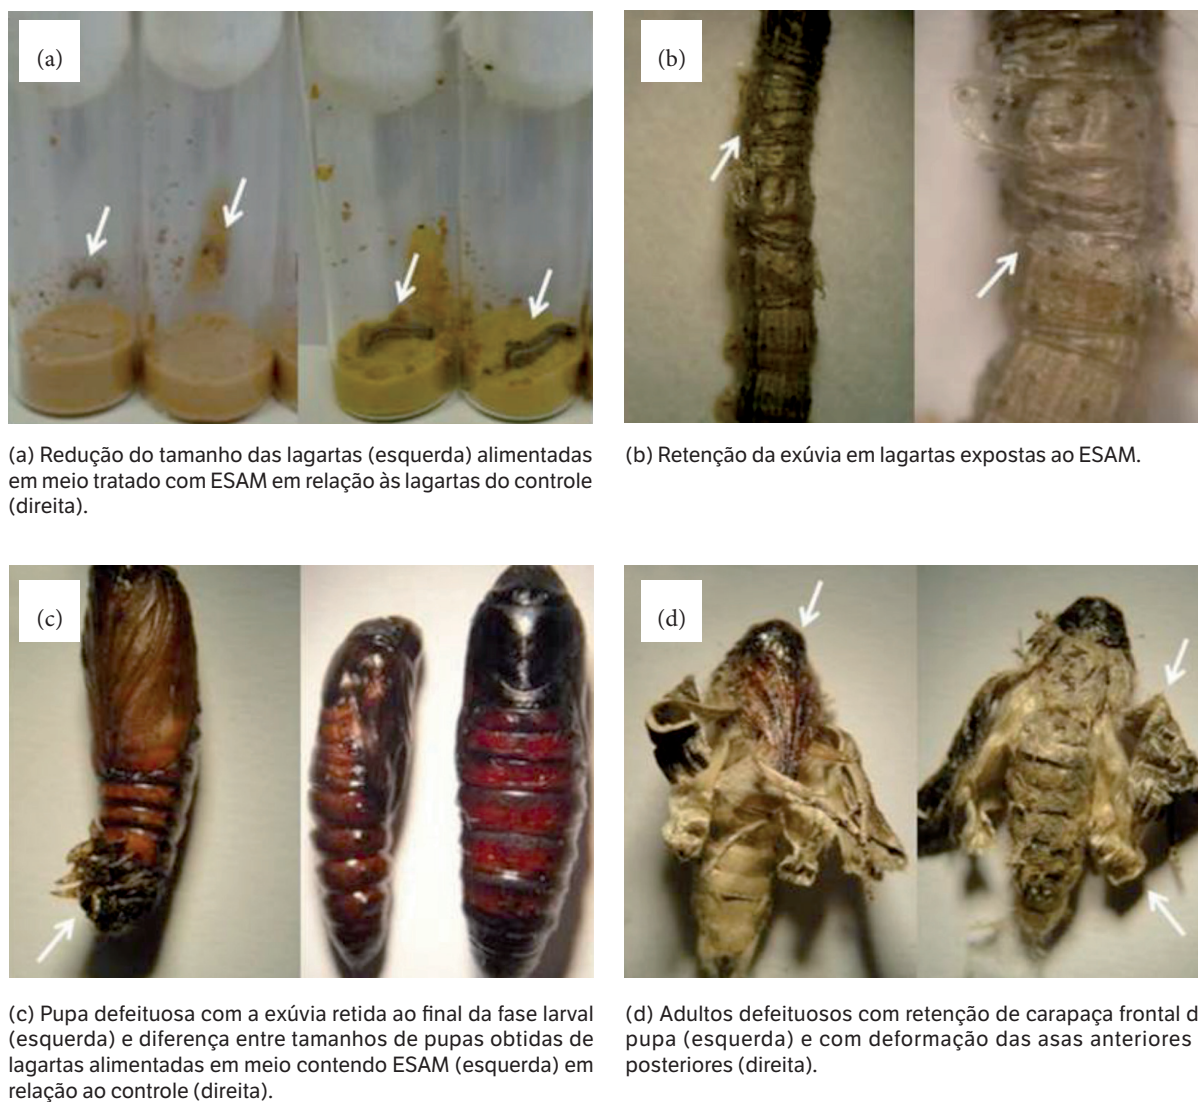 (a)
(b)
(a) Redução do tamanho das lagartas (esquerda) alimentadas
em meio tratado com ESAM em relação às lagartas do controle
(direita).
(b) Retenção da exúvia em lagartas expostas ao ESAM.
(c)
(d)
(c) Pupa defeituosa com a exúvia retida ao final da fase larval
(esquerda) e diferença entre tamanhos de pupas obtidas de
lagartas alimentadas em meio contendo ESAM (esquerda) em
relação ao controle (direita).
(d) Adultos defeituosos com retenção de carapaça frontal d
pupa (esquerda) e com deformação das asas anteriores
posteriores (direita).